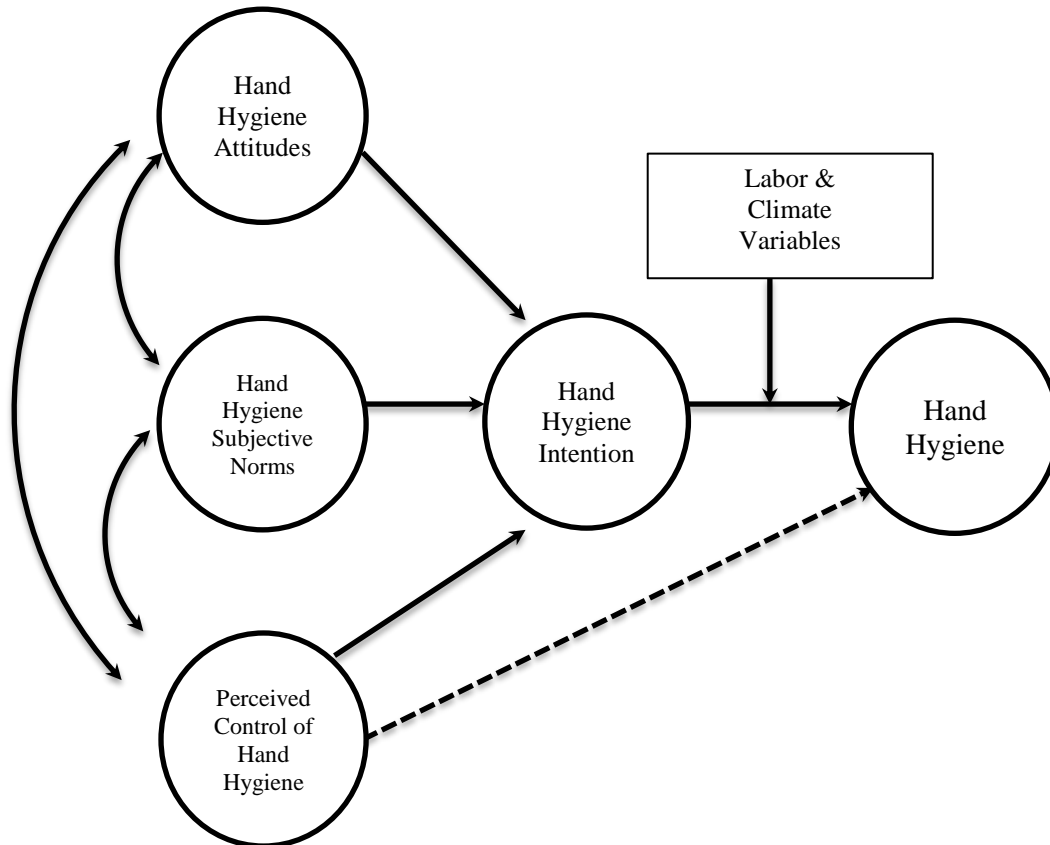 Hand
Hygiene
Attitudes
Labor &
Climate
Variables
Hand
Hygiene
Subjective
Norms
Hand
Hygiene
Intention
Hand
Hygiene
Perceived
Control of
Hand
Hygiene